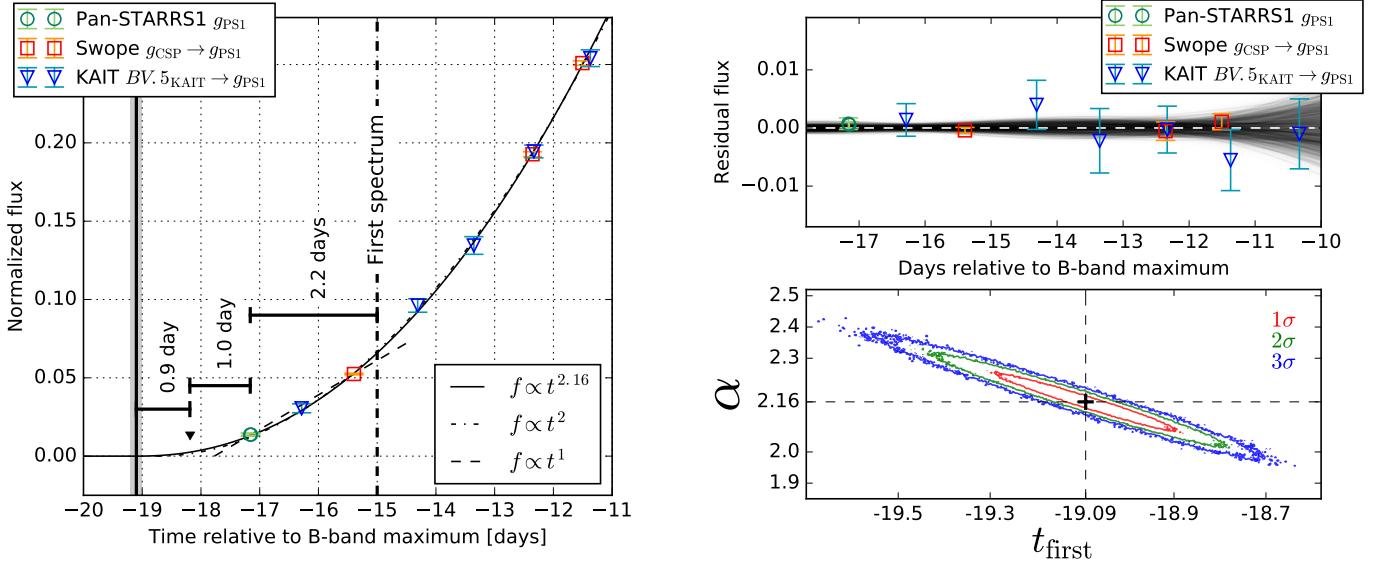 Pan-STARRS1 g_PS1
Swope g_CSP → g_PS1
KAIT BV.5_KAIT → g_PS1
Normalized flux
0.20
0.15
0.10
0.05
0.00
0.9 day
1.0 day
2.2 days
First spectrum
f ∝ t^2.16
f ∝ t^2
f ∝ t^1
−20 −19 −18 −17 −16 −15 −14 −13 −12 −11
Time relative to B-band maximum [days]
Pan-STARRS1 g_PS1
Swope g_CSP → g_PS1
KAIT BV.5_KAIT → g_PS1
Residual flux
0.01
0.00
−0.01
−17 −16 −15 −14 −13 −12 −11 −10
Days relative to B-band maximum
α
2.5
2.4
2.3
2.16
2.0
1.9
1σ
2σ
3σ
-19.5 -19.3 -19.09 -18.9 -18.7
t_first